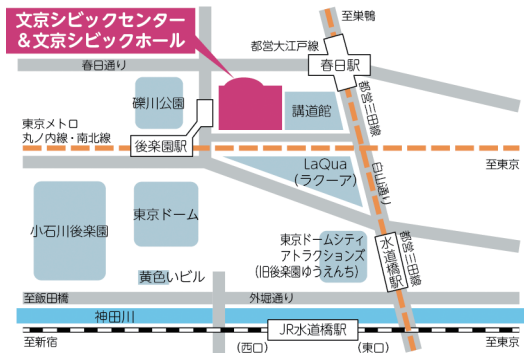 文京シビックセンター
＆文京シビックホール
至巣鴨
都営大江戸線
春日駅
春日通り
礫川公園
講道館
都営三田線
東京メトロ
丸ノ内線・南北線
後楽園駅
LaQua
（ラクーア）
白山通り
至東京
小石川後楽園
東京ドーム
東京ドームシティ
アトラクションズ
（旧後楽園ゆうえんち）
水道橋駅
都営三田線
黄色いビル
至飯田橋
外堀通り
神田川
至新宿
（西口）
JR水道橋駅
（東口）
至東京